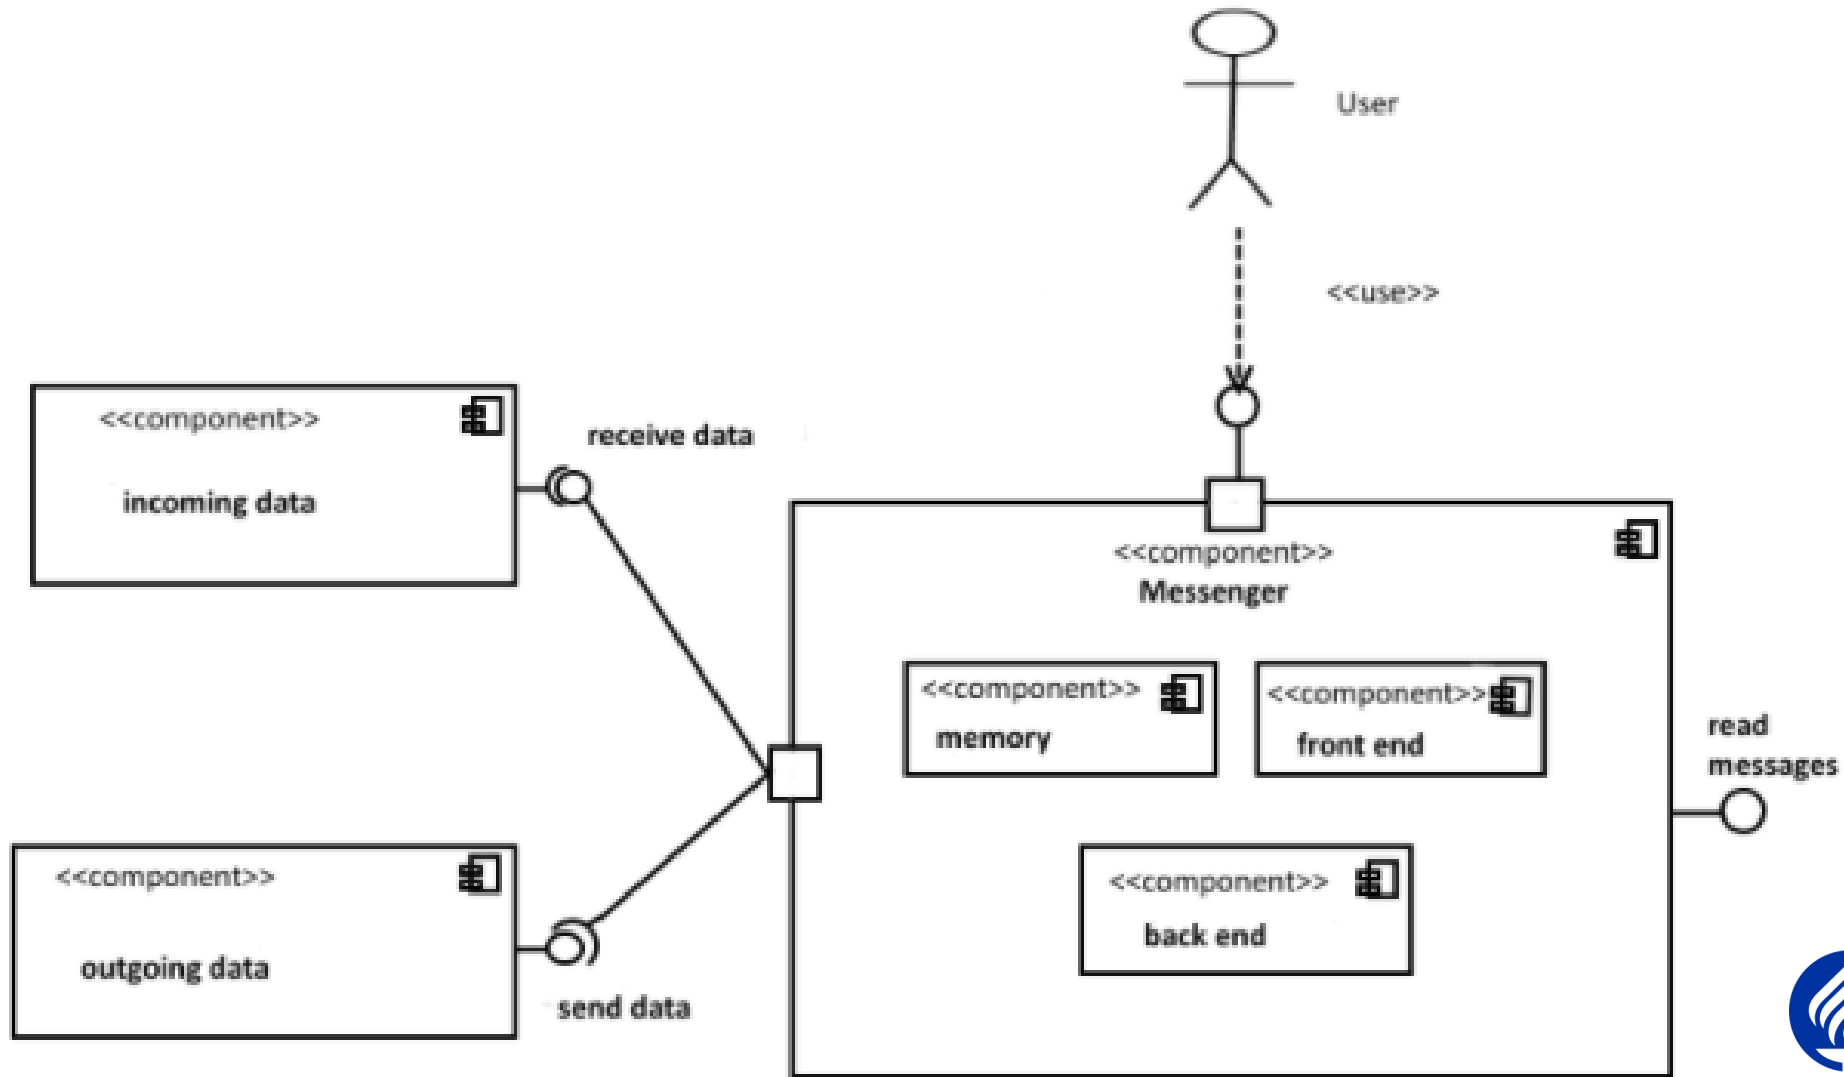 User
<<use>>
<<component>>
incoming data
receive data
<<component>>
Messenger
<<component>>
memory
<<component>>
front end
read
messages
<<component>>
back end
<<component>>
outgoing data
send data